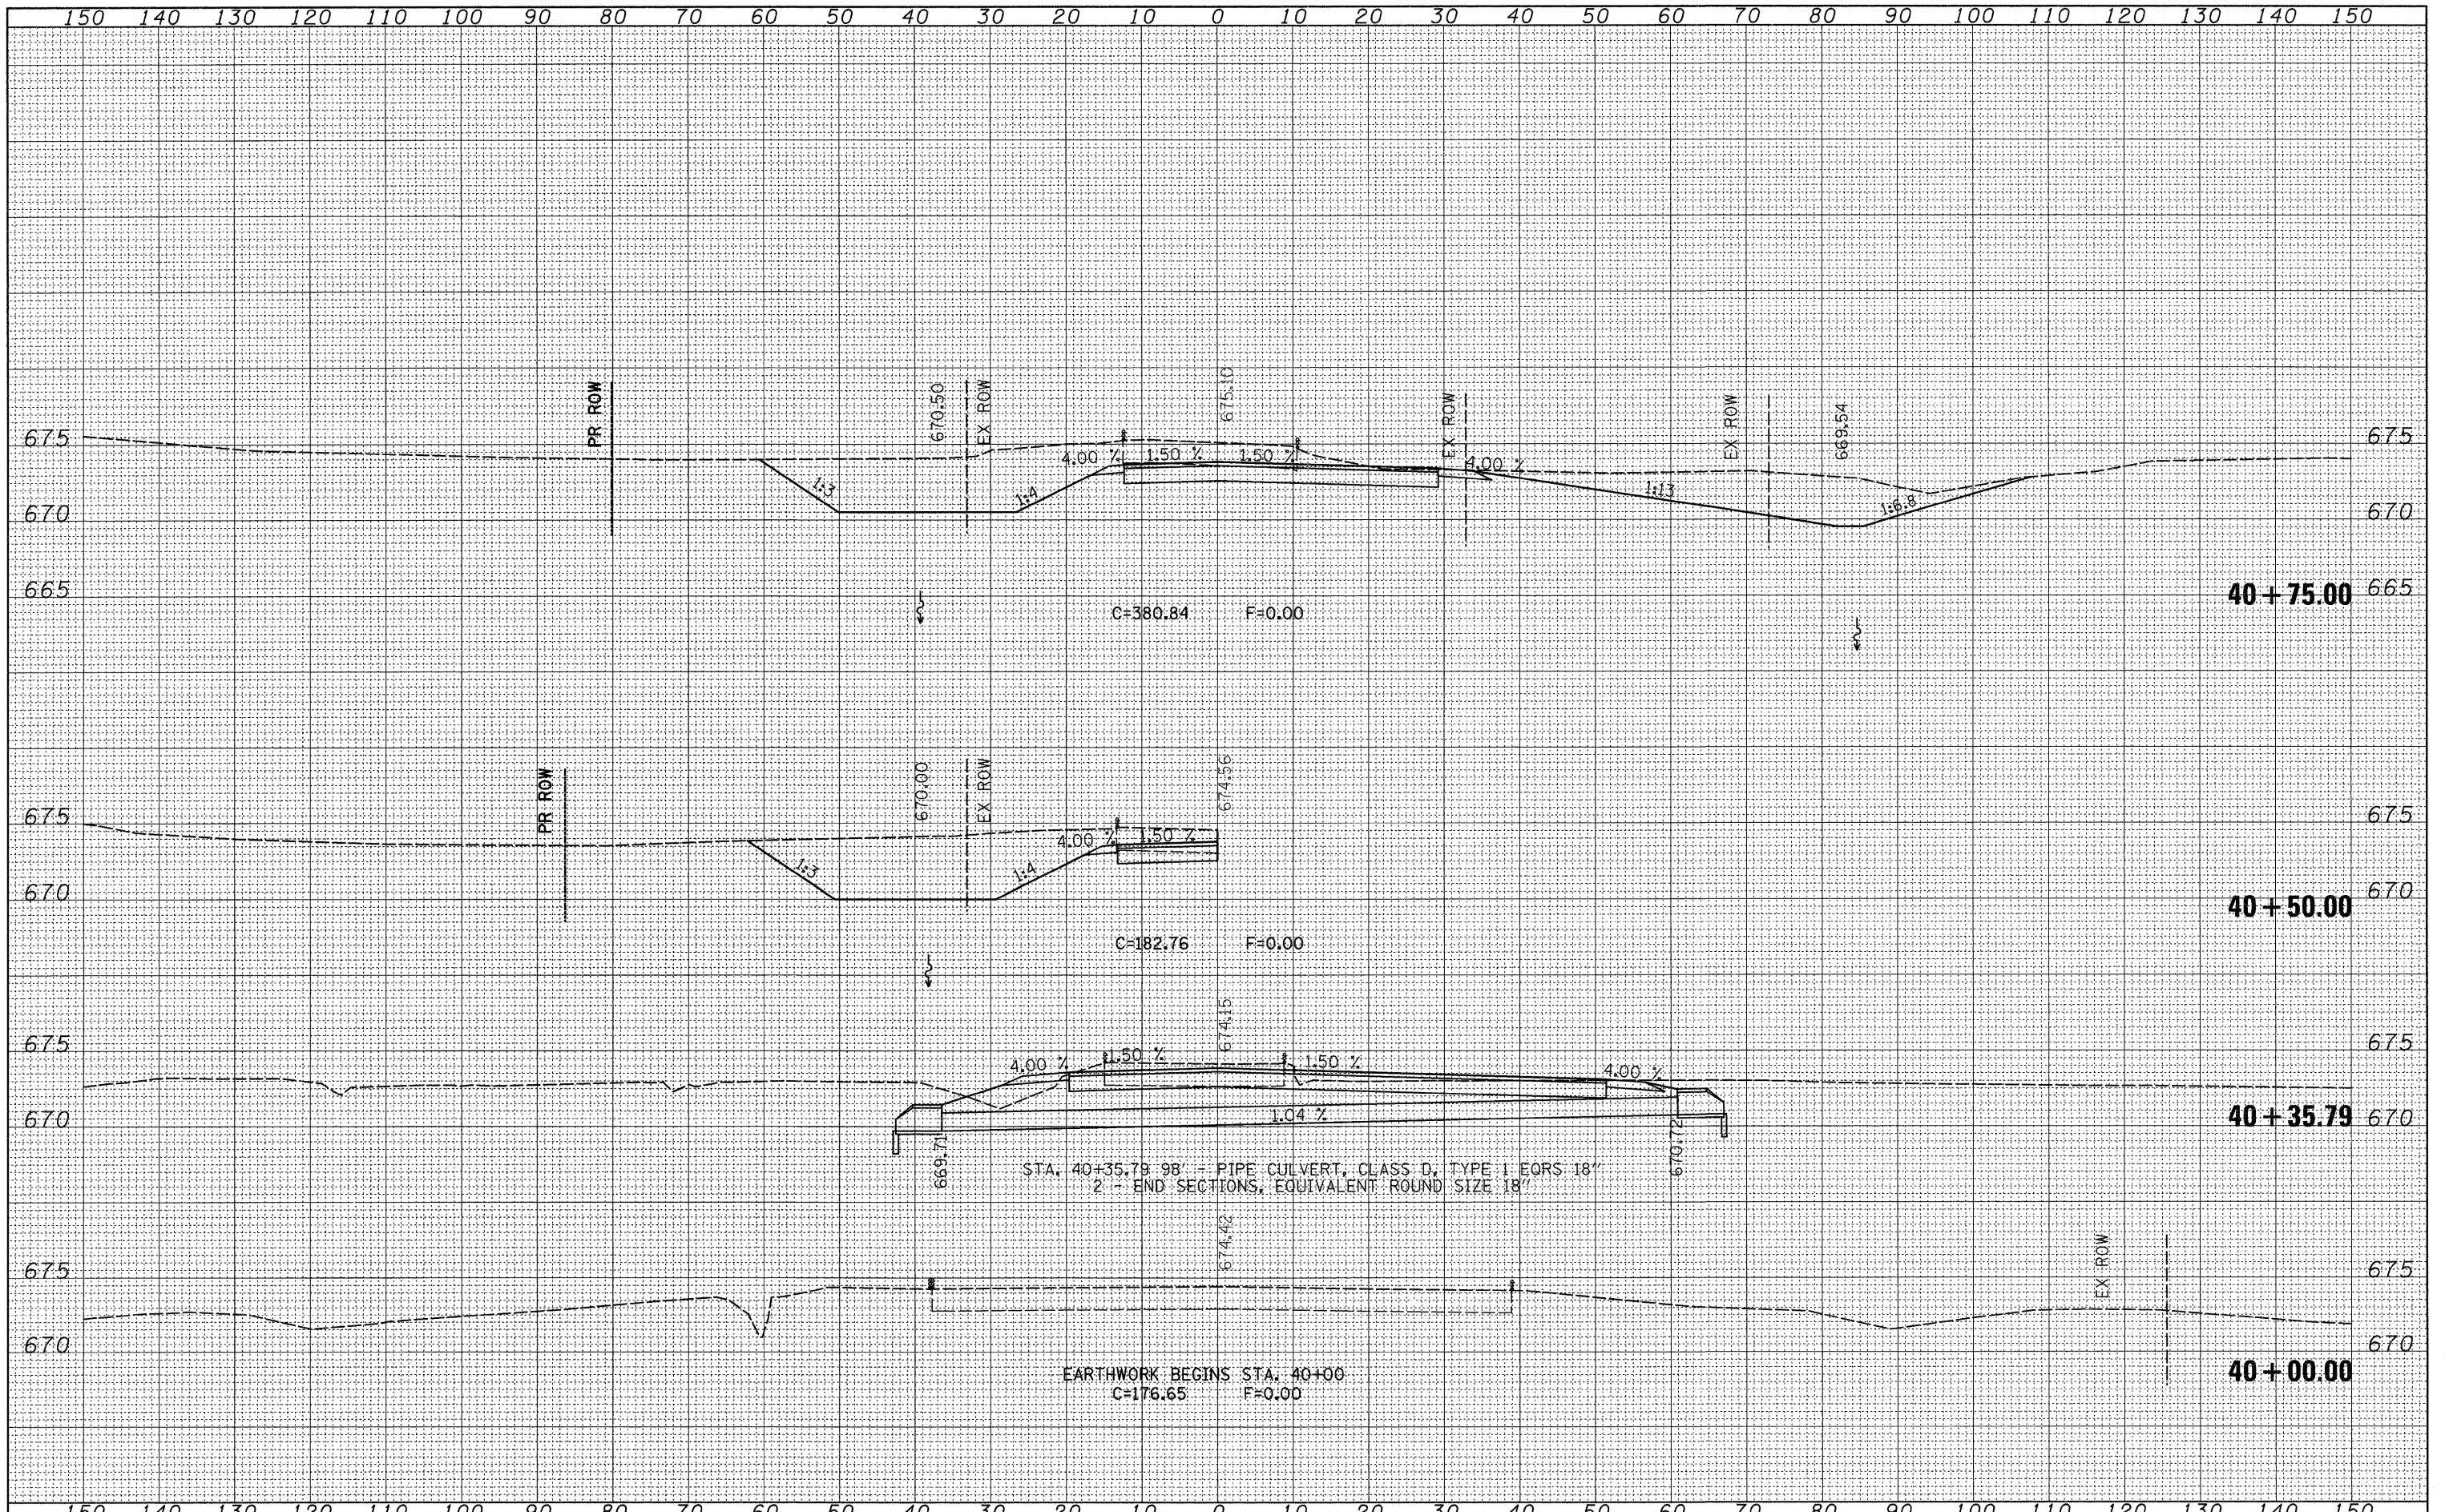 150 140 130 120 110 100 90 80 70 60 50 40 30 20 10 0 10 20 30 40 50 60 70 80 90 100 110 120 130 140 150
PR ROW 670.50 EX ROW 675.10 EX ROW EX ROW 669.54
675 675
4.00 % 1.50 % 1.50 % 4.00 %
1:3 1:4 1:13 1:6.8
670 670
665 40+75.00 665
C=380.84 F=0.00
PR ROW 670.00 EX ROW 674.56
675 675
4.00 % 1.50 %
1:3 1:4
670 670
40+50.00
C=182.76 F=0.00
674.15
675 675
4.00 % 1.50 % 1.50 % 4.00 %
670 1.04 % 40+35.79 670
669.71 670.72
STA. 40+35.79 98' - PIPE CULVERT, CLASS D, TYPE 1 EQRS 18"
2 - END SECTIONS, EQUIVALENT ROUND SIZE 18"
674.42 EX ROW
675 675
670 670
40+00.00
EARTHWORK BEGINS STA. 40+00
C=176.65 F=0.00
150 140 130 120 110 100 90 80 70 60 50 40 30 20 10 0 10 20 30 40 50 60 70 80 90 100 110 120 130 140 150